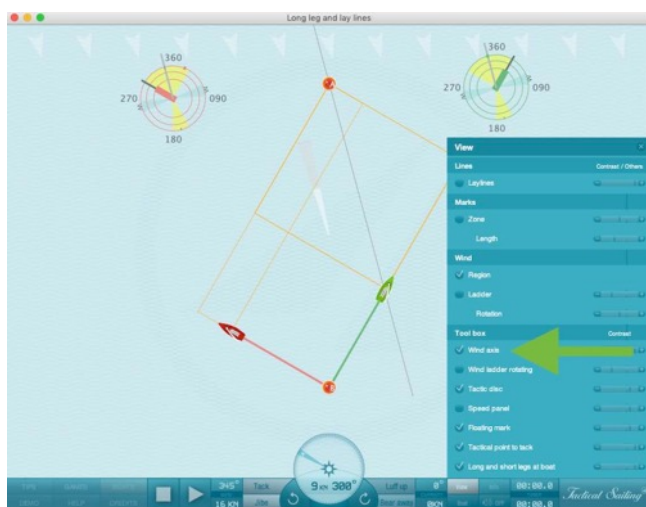 Long leg and lay lines
360
270
090
180
360
270
090
180
View
Lines
Contrast / Others
Laylines
Marks
Zone
Length
Wind
Region
Ladder
Rotation
Tool box
Contrast
Wind axis
Wind ladder rotating
Tactic disc
Speed panel
Floating mark
Tactical point to tack
Long and short legs at boat
345°
Tack
9 KN 300°
Luff up
0°
00:00.0
HELP
16 KN
Jibe
Bear away
0KN
00:00.0
Tactical Sailing